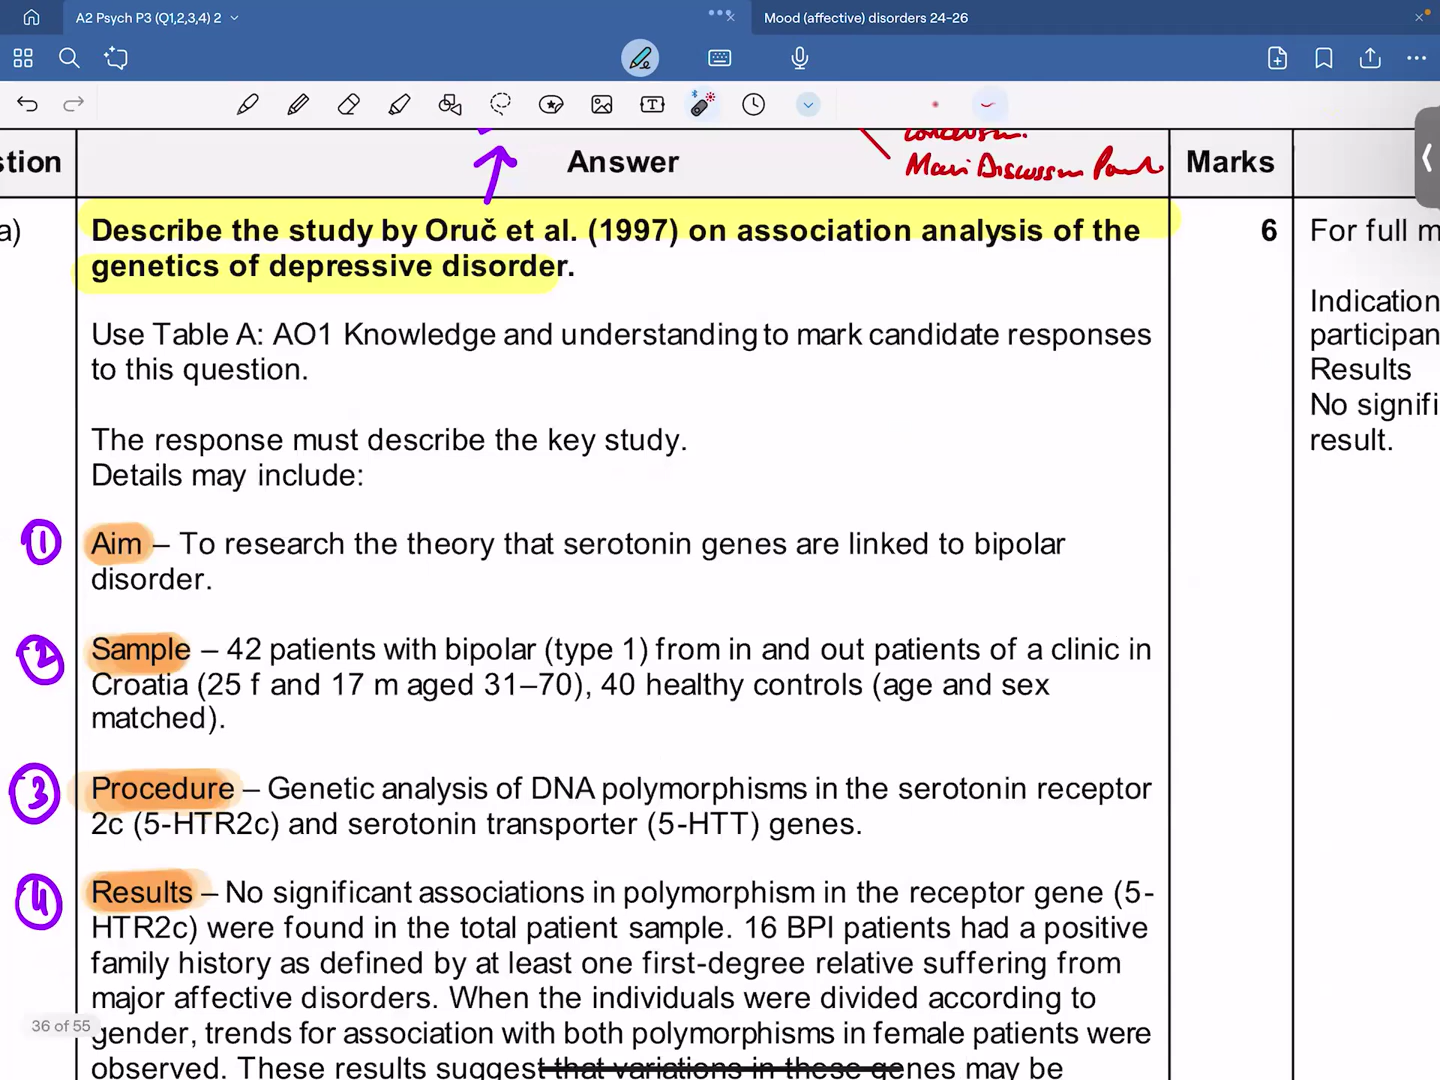 A2 Psych P3 (Q1,2,3,4) 2
Mood (affective) disorders 24-26
Main Discussion
stion
Answer
Marks
a)
Describe the study by Oruč et al. (1997) on association analysis of the
genetics of depressive disorder.
6
For full m
Use Table A: AO1 Knowledge and understanding to mark candidate responses
to this question.
Indication
participan
Results
No signifi
result.
The response must describe the key study.
Details may include:
1
Aim – To research the theory that serotonin genes are linked to bipolar
disorder.
2
Sample – 42 patients with bipolar (type 1) from in and out patients of a clinic in
Croatia (25 f and 17 m aged 31–70), 40 healthy controls (age and sex
matched).
3
Procedure – Genetic analysis of DNA polymorphisms in the serotonin receptor
2c (5-HTR2c) and serotonin transporter (5-HTT) genes.
4
Results – No significant associations in polymorphism in the receptor gene (5-
HTR2c) were found in the total patient sample. 16 BPI patients had a positive
family history as defined by at least one first-degree relative suffering from
major affective disorders. When the individuals were divided according to
36 of 55
gender, trends for association with both polymorphisms in female patients were
observed. These results suggest that variations in these genes may be